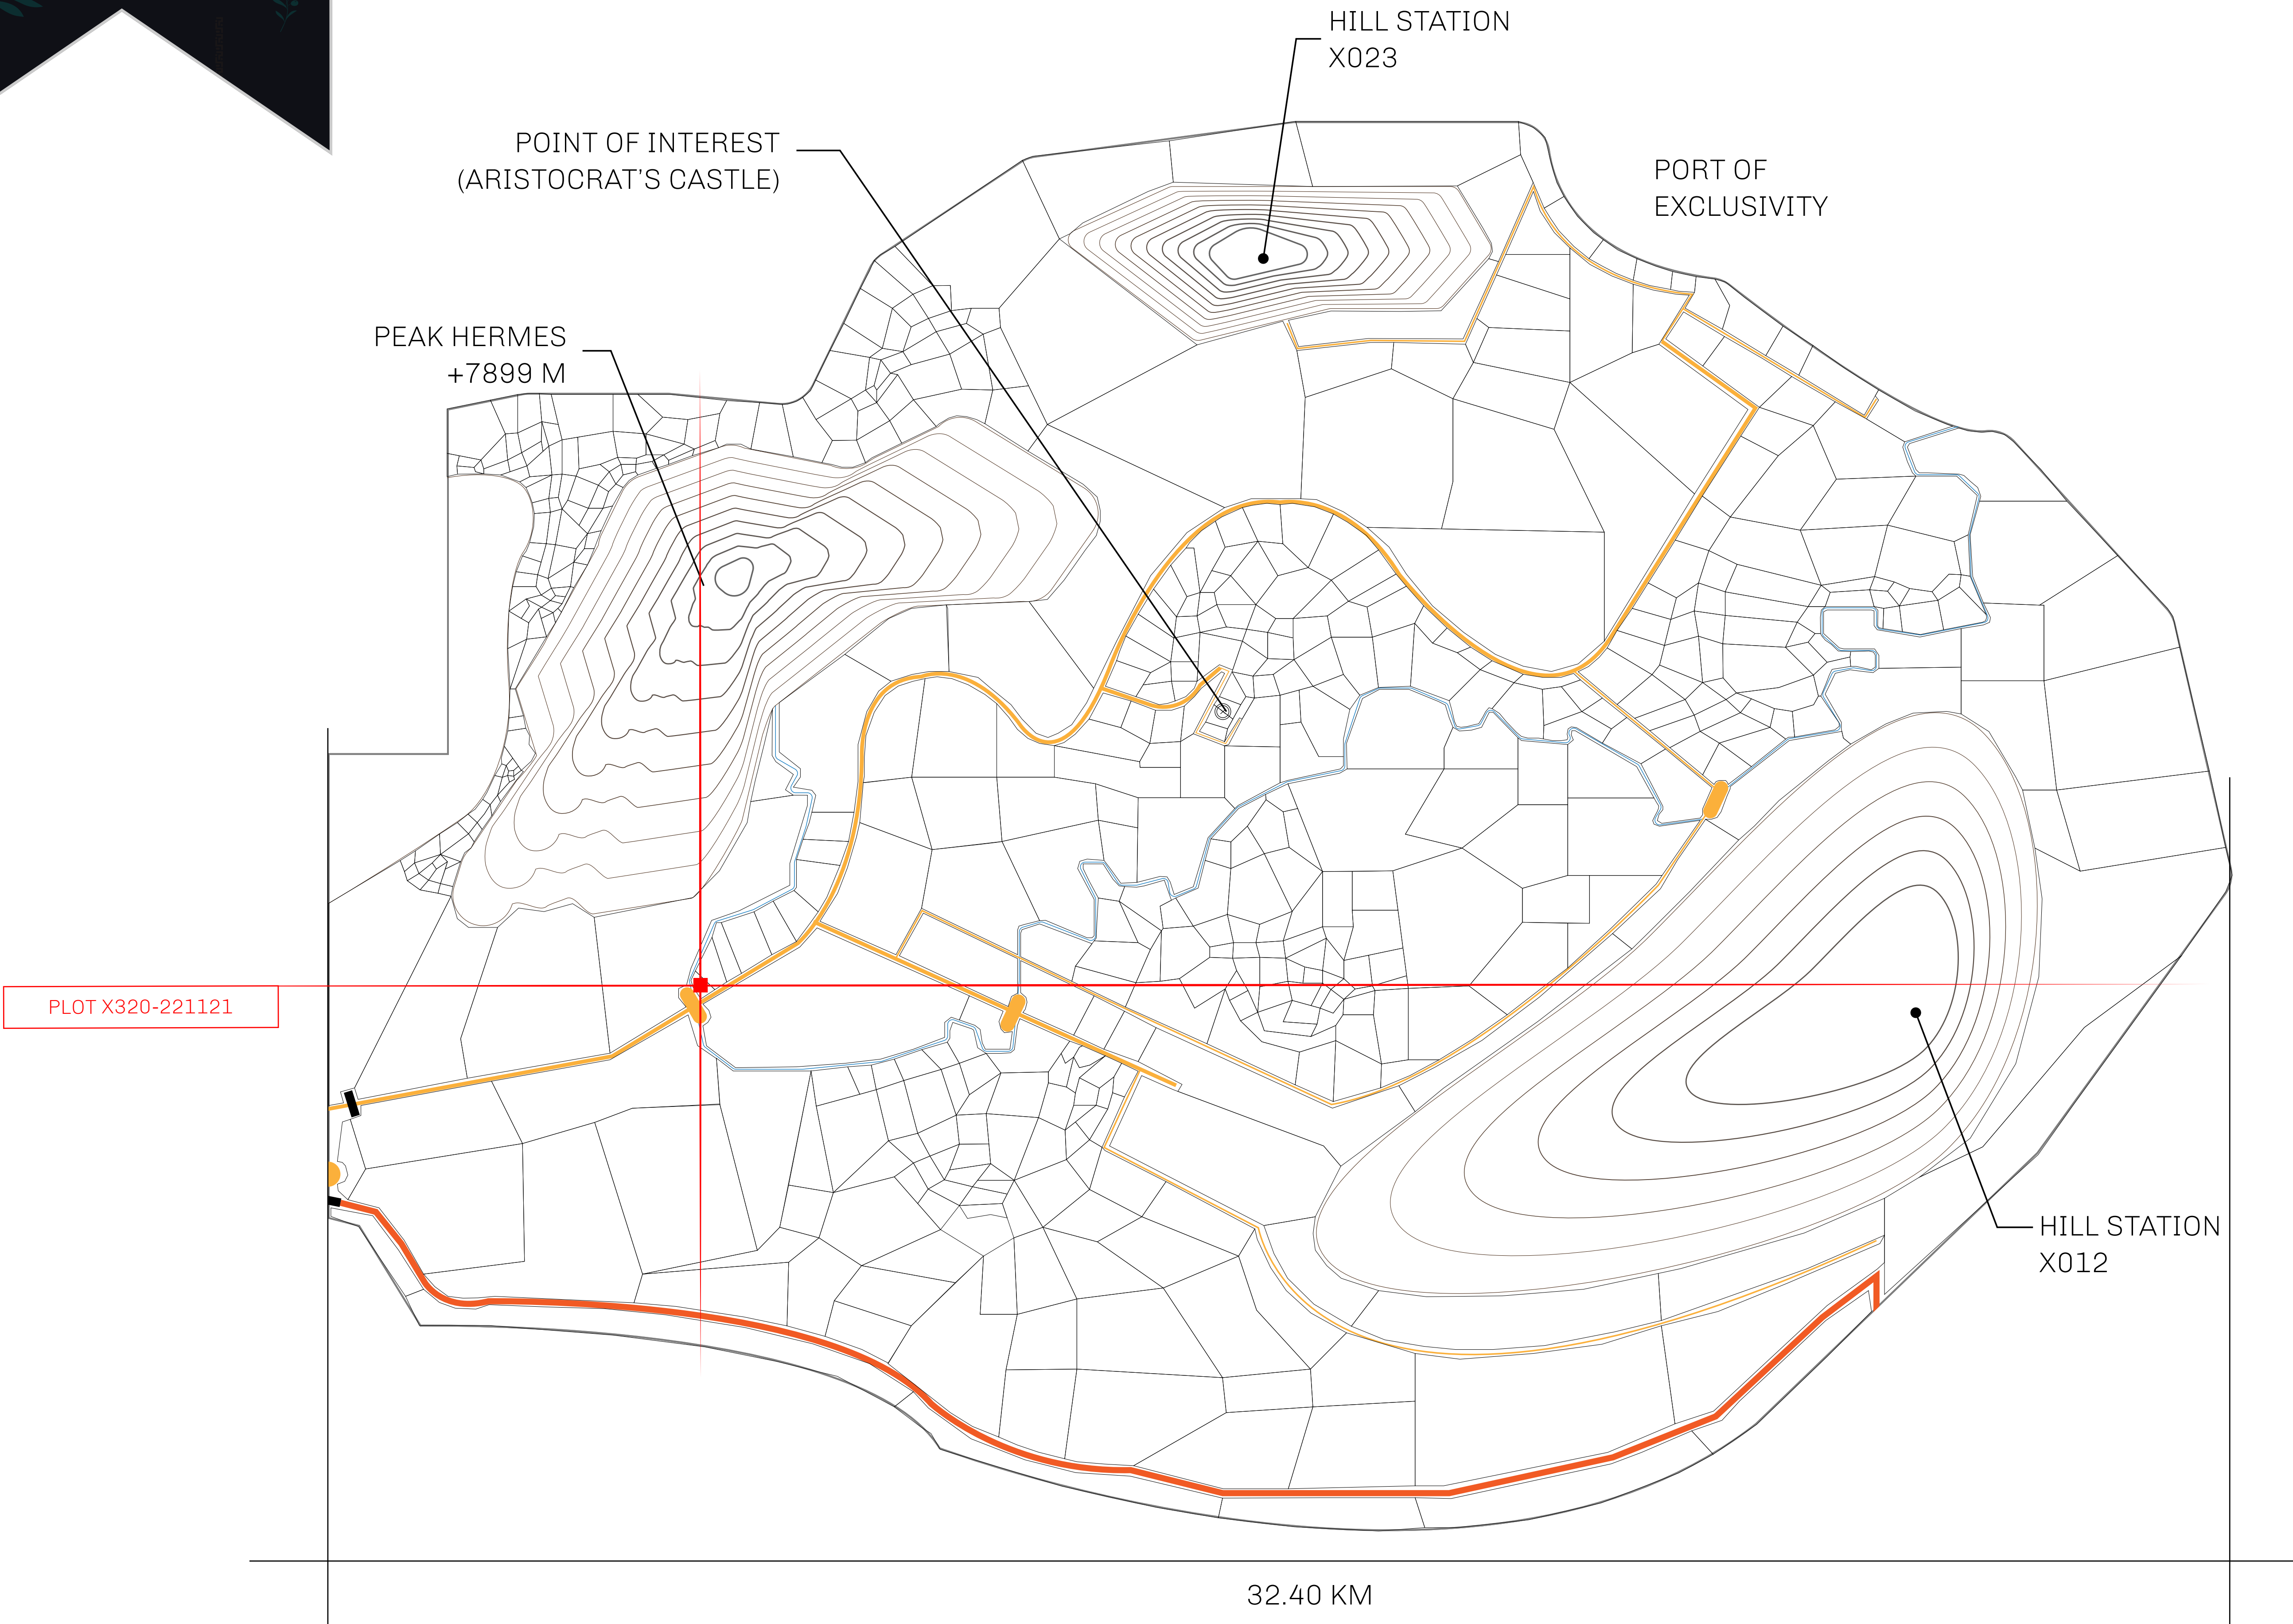 HILL STATION
X023
POINT OF INTEREST
(ARISTOCRAT'S CASTLE)
PORT OF
EXCLUSIVITY
PEAK HERMES
+7899 M
PLOT X320-221121
HILL STATION
X012
32.40 KM